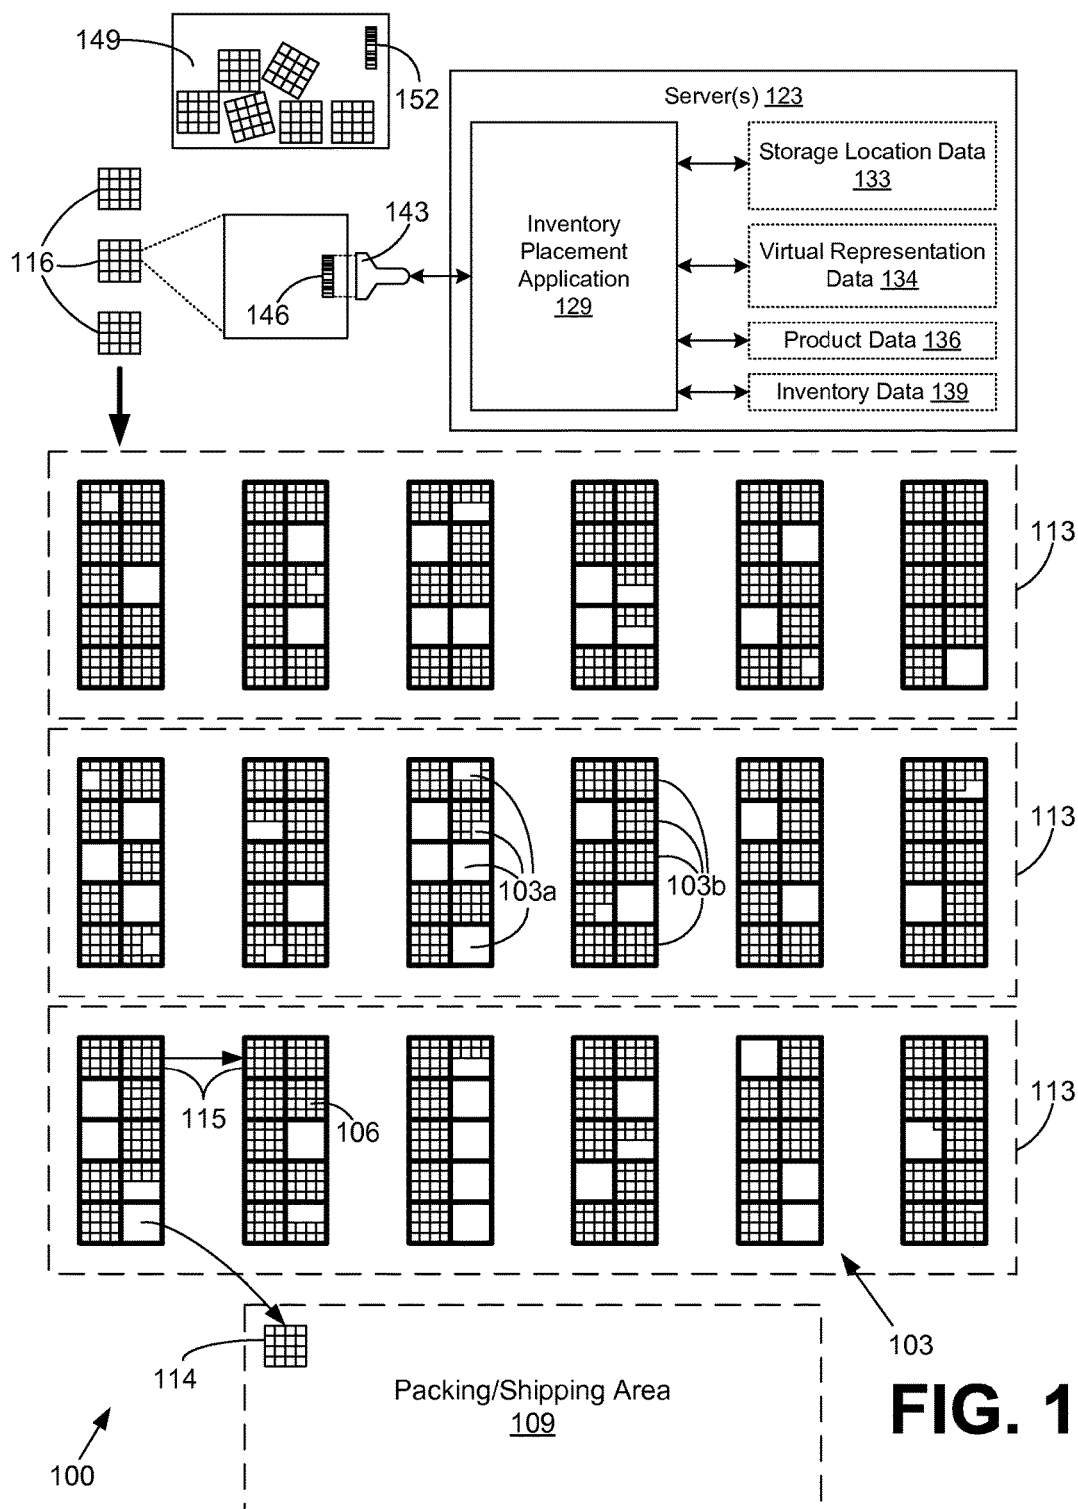 149
152
Server(s) 123
Storage Location Data
133
116
143
146
Inventory
Placement
Application
129
Virtual Representation
Data 134
Product Data 136
Inventory Data 139
113
103a
103b
113
115
106
113
103
114
Packing/Shipping Area
109
100
FIG. 1